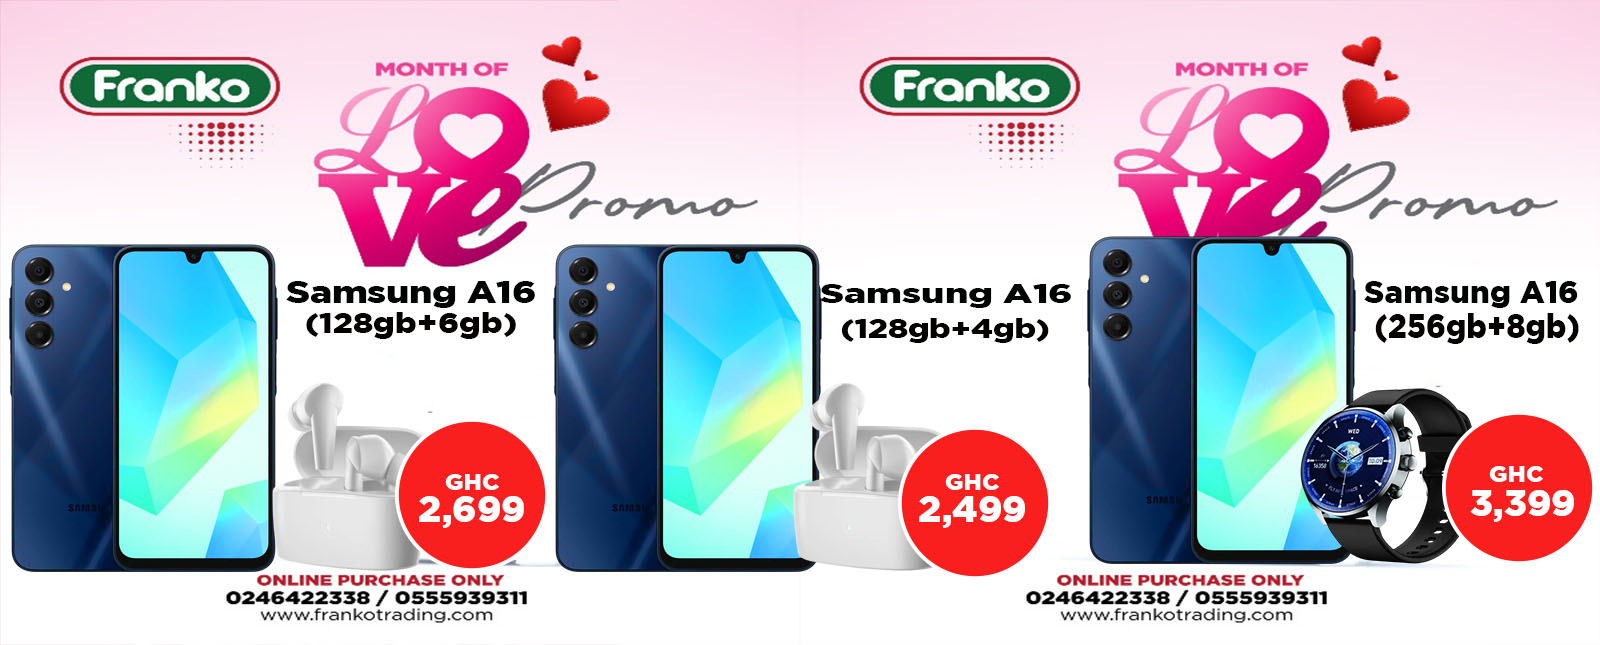 Franko
MONTH OF
LOVE Promo
Samsung A16
(128gb+6gb)
GHC
2,699
Samsung A16
(128gb+4gb)
GHC
2,499
ONLINE PURCHASE ONLY
0246422338 / 0555939311
www.frankotrading.com
Franko
MONTH OF
LOVE Promo
Samsung A16
(256gb+8gb)
WED
GHC
3,399
SAMS
ONLINE PURCHASE ONLY
0246422338 / 0555939311
www.frankotrading.com